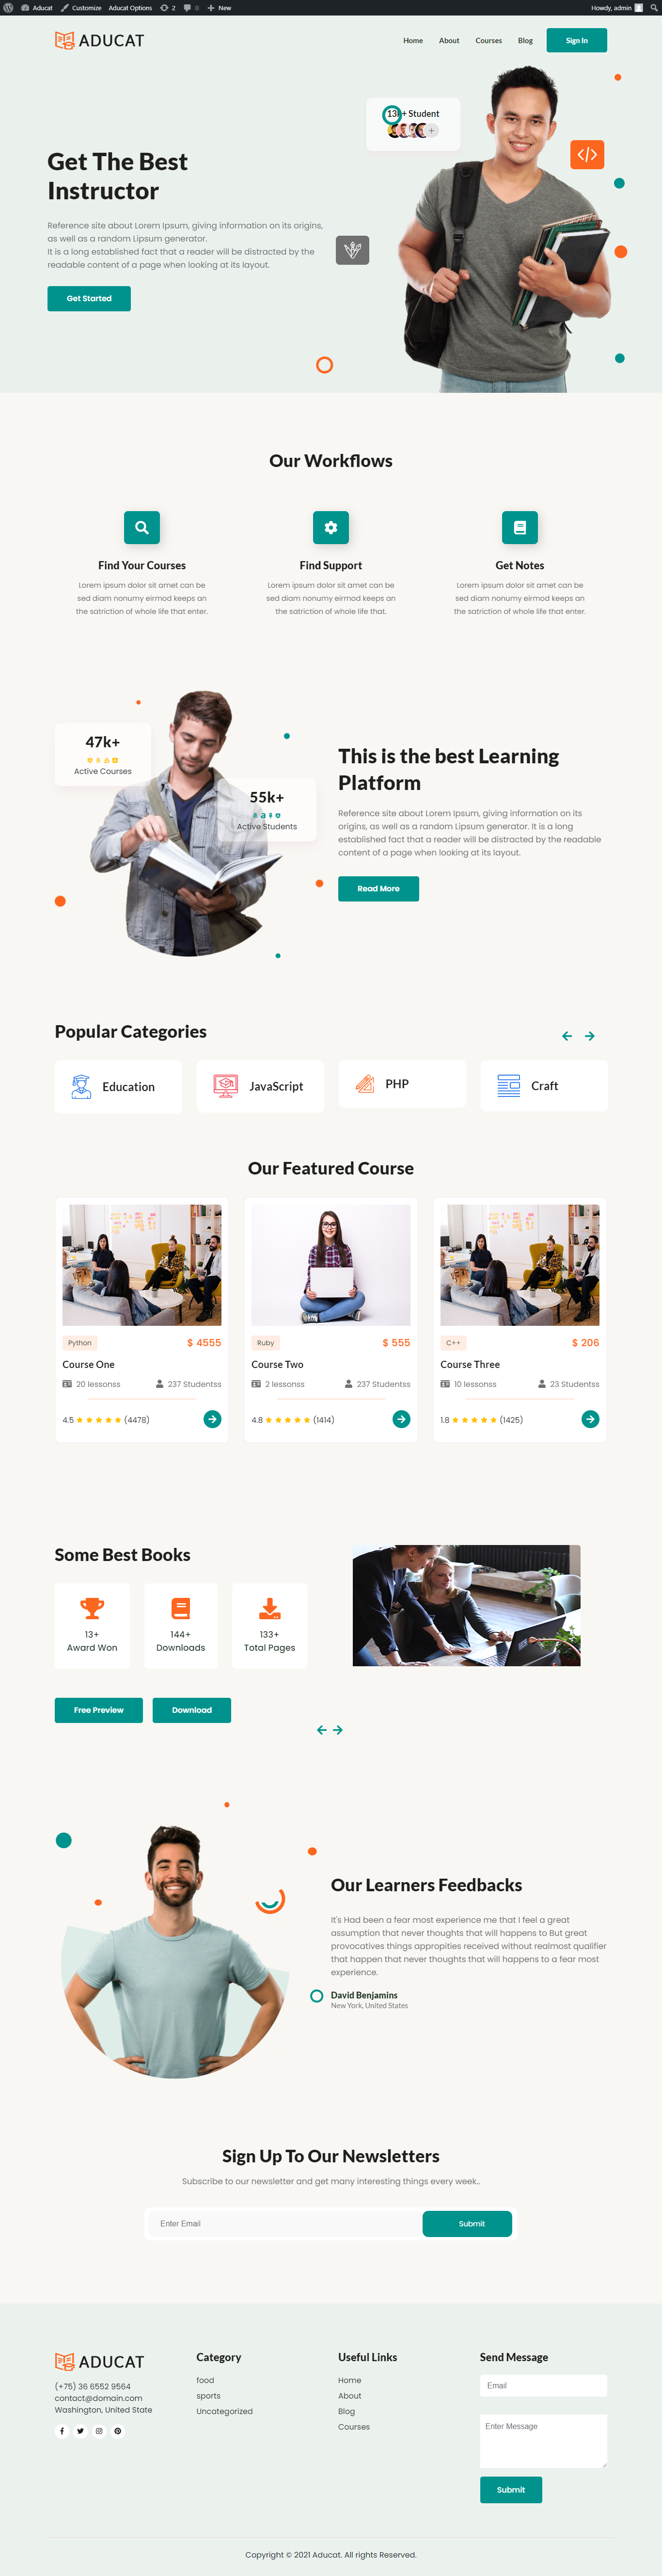 Aducat Customize Aducat Options 2 0 New Howdy, admin
ADUCAT
Home About Courses Blog Sign In
13k+ Student
Get The Best
Instructor
Reference site about Lorem Ipsum, giving information on its origins,
as well as a random Lipsum generator.
It is a long established fact that a reader will be distracted by the
readable content of a page when looking at its layout.
Get Started
Our Workflows
Find Your Courses
Lorem ipsum dolor sit amet can be
sed diam nonumy eirmod keeps an
the satriction of whole life that enter.
Find Support
Lorem ipsum dolor sit amet can be
sed diam nonumy eirmod keeps an
the satriction of whole life that.
Get Notes
Lorem ipsum dolor sit amet can be
sed diam nonumy eirmod keeps an
the satriction of whole life that enter.
47k+
Active Courses
55k+
Active Students
This is the best Learning
Platform
Reference site about Lorem Ipsum, giving information on its
origins, as well as a random Lipsum generator. It is a long
established fact that a reader will be distracted by the readable
content of a page when looking at its layout.
Read More
Popular Categories
Education
JavaScript
PHP
Craft
Our Featured Course
Python $ 4555
Course One
20 lessonss 237 Studentss
4.5 (4478)
Ruby $ 555
Course Two
2 lessonss 237 Studentss
4.8 (1414)
C++ $ 206
Course Three
10 lessonss 23 Studentss
1.8 (1425)
Some Best Books
13+
Award Won
144+
Downloads
133+
Total Pages
Free Preview
Download
Our Learners Feedbacks
It's Had been a fear most experience me that I feel a great
assumption that never thoughts that will happens to But great
provocatives things appropities received without realmost qualifier
that happen that never thoughts that will happens to a fear most
experience.
David Benjamins
New York, United States
Sign Up To Our Newsletters
Subscribe to our newsletter and get many interesting things every week..
Enter Email
Submit
ADUCAT
(+75) 36 6552 9564
contact@domain.com
Washington, United State
Category
food
sports
Uncategorized
Useful Links
Home
About
Blog
Courses
Send Message
Email
Enter Message
Submit
Copyright © 2021 Aducat. All rights Reserved.